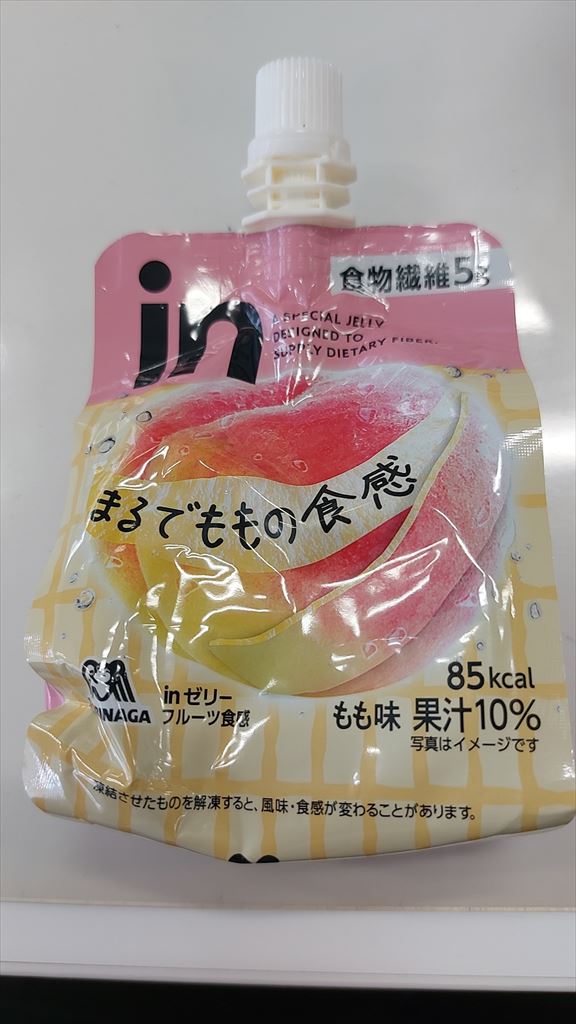 in
食物繊維5g
A SPECIAL JELLY
DESIGNED TO
SUPPLY DIETARY FIBER.
まるでももの食感
85kcal
inゼリー
フルーツ食感
もも味 果汁10%
写真はイメージです
凍結させたものを解凍すると、風味・食感が変わることがあります。